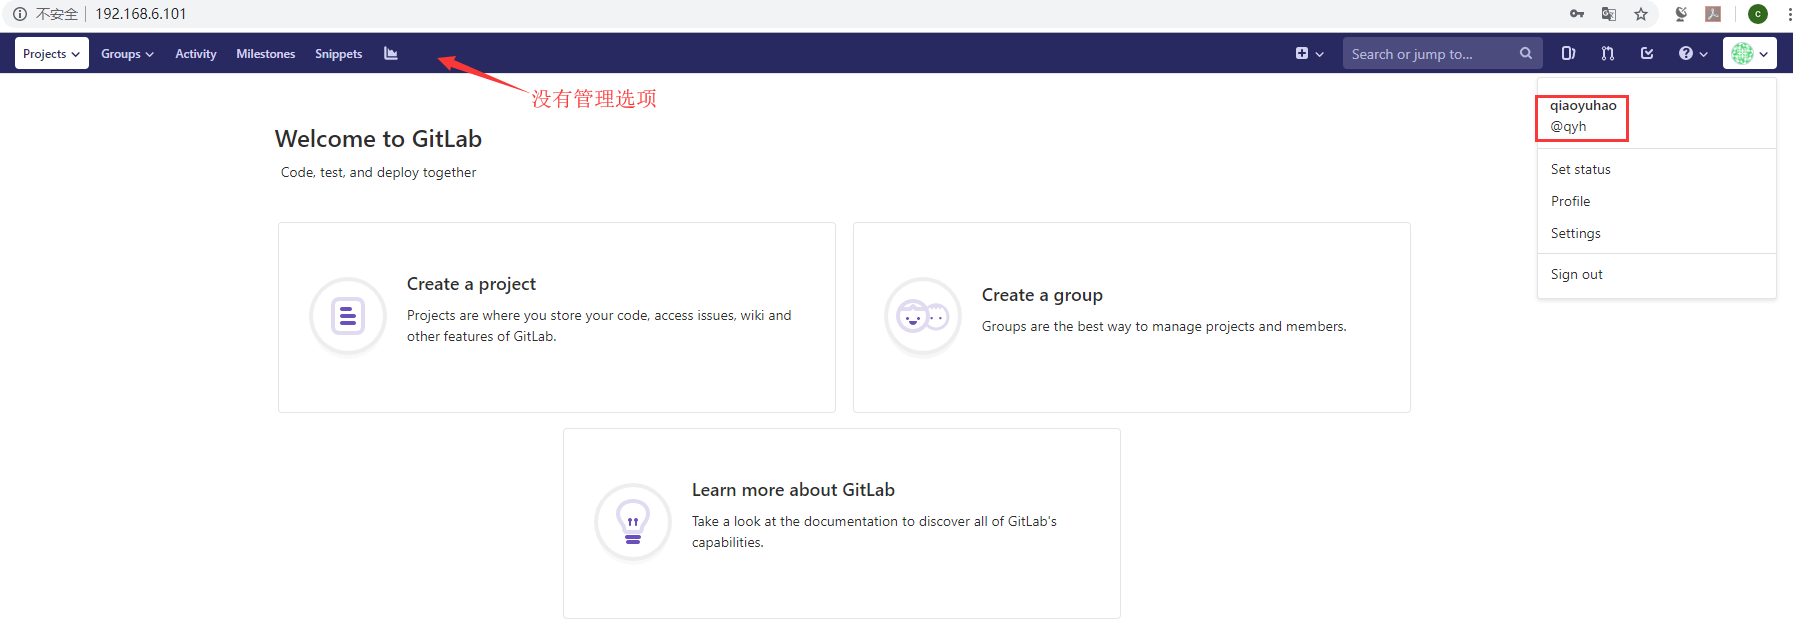 不安全 192.168.6.101
C
Projects Groups Activity Milestones Snippets Search or jump to...
没有管理选项
qiaoyuhao
@qyh
Set status
Profile
Settings
Sign out
Welcome to GitLab
Code, test, and deploy together
Create a project
Projects are where you store your code, access issues, wiki and
other features of GitLab.
Create a group
Groups are the best way to manage projects and members.
Learn more about GitLab
Take a look at the documentation to discover all of GitLab's
capabilities.